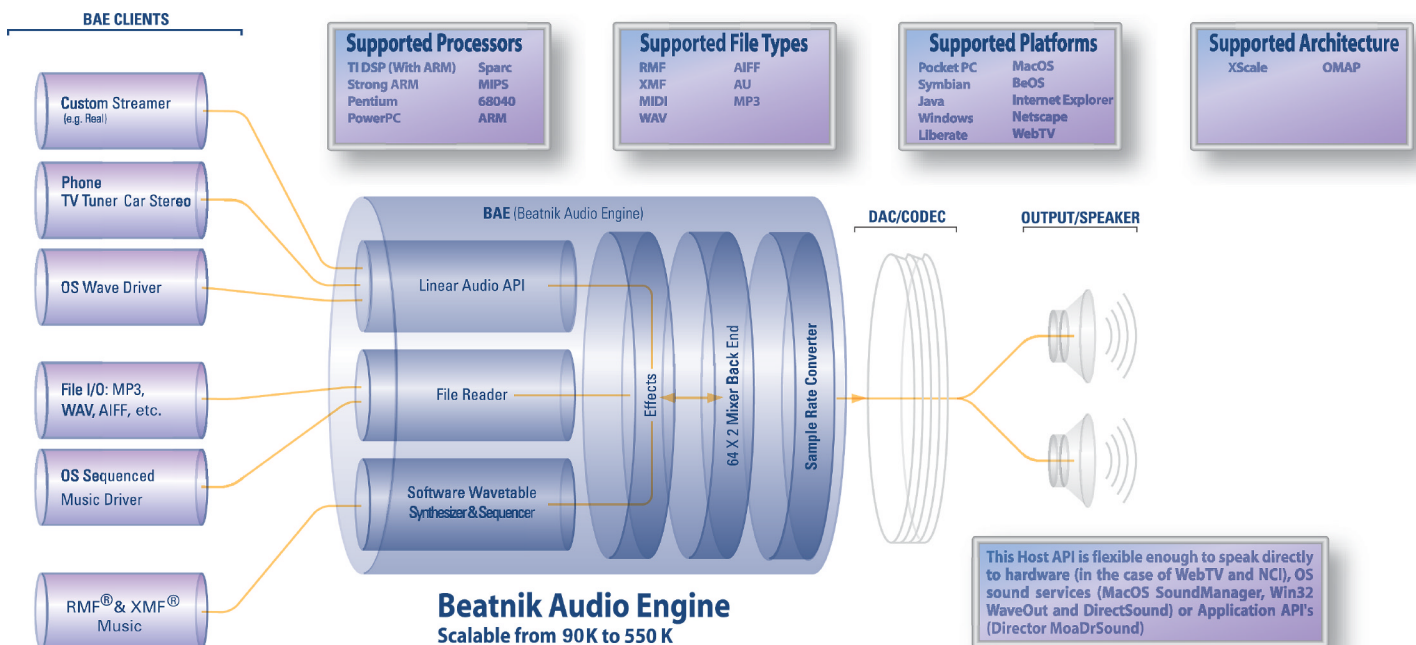 BAE CLIENTS
Custom Streamer
(e.g. Real)
Phone
TV Tuner Car Stereo
OS Wave Driver
File I/O: MP3,
WAV, AIFF, etc.
OS Sequenced
Music Driver
RMF® & XMF®
Music
Supported Processors
TI DSP (With ARM) Sparc
Strong ARM MIPS
Pentium 68040
PowerPC ARM
Supported File Types
RMF AIFF
XMF AU
MIDI MP3
WAV
Supported Platforms
Pocket PC MacOS
Symbian BeOS
Java Internet Explorer
Windows Netscape
Liberate WebTV
Supported Architecture
XScale OMAP
BAE (Beatnik Audio Engine)
Linear Audio API
File Reader
Software Wavetable
Synthesizer & Sequencer
Effects
64 X 2 Mixer Back End
Sample Rate Converter
DAC/CODEC
OUTPUT/SPEAKER
Beatnik Audio Engine
Scalable from 90K to 550 K
This Host API is flexible enough to speak directly
to hardware (in the case of WebTV and NCI), OS
sound services (MacOS SoundManager, Win32
WaveOut and DirectSound) or Application API's
(Director MoaDrSound)